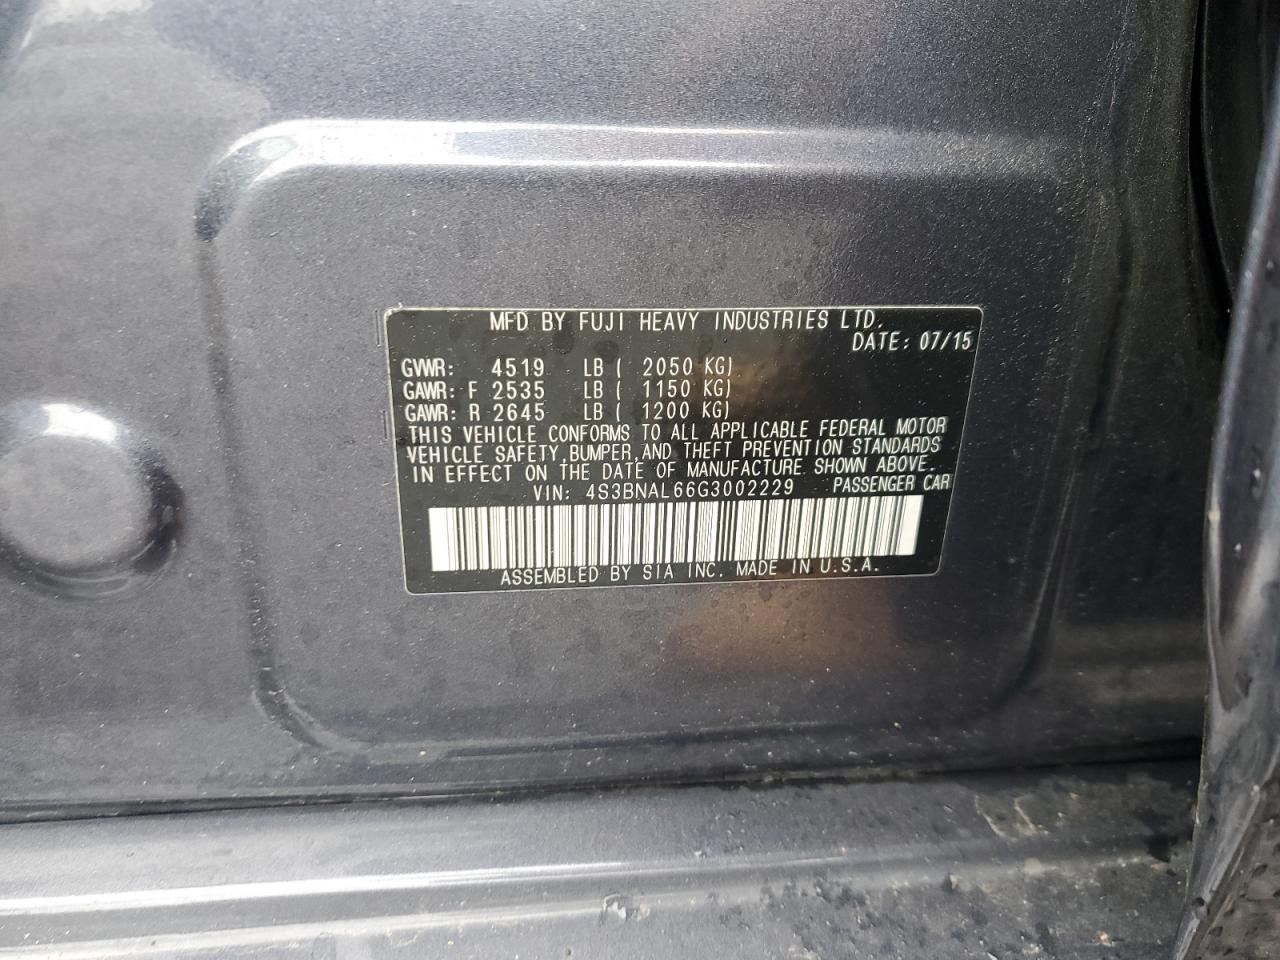 MFD BY FUJI HEAVY INDUSTRIES LTD.
DATE: 07/15
GVWR: 4519 LB ( 2050 KG)
GAWR: F 2535 LB ( 1150 KG)
GAWR: R 2645 LB ( 1200 KG)
THIS VEHICLE CONFORMS TO ALL APPLICABLE FEDERAL MOTOR
VEHICLE SAFETY, BUMPER, AND THEFT PREVENTION STANDARDS
IN EFFECT ON THE DATE OF MANUFACTURE SHOWN ABOVE.
VIN: 4S3BNAL66G3002229 PASSENGER CAR
ASSEMBLED BY SIA INC. MADE IN U.S.A.